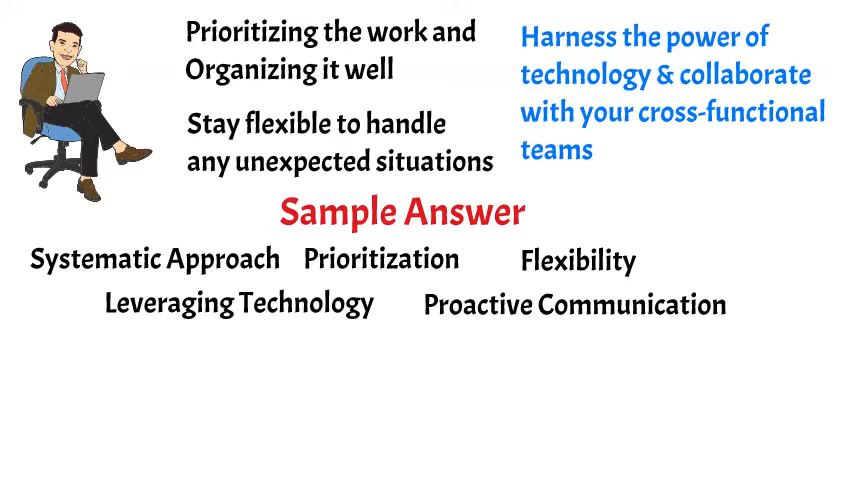 Prioritizing the work and
Organizing it well
Stay flexible to handle
any unexpected situations
Harness the power of
technology & collaborate
with your cross-functional
teams
Sample Answer
Systematic Approach Prioritization Flexibility
Leveraging Technology Proactive Communication